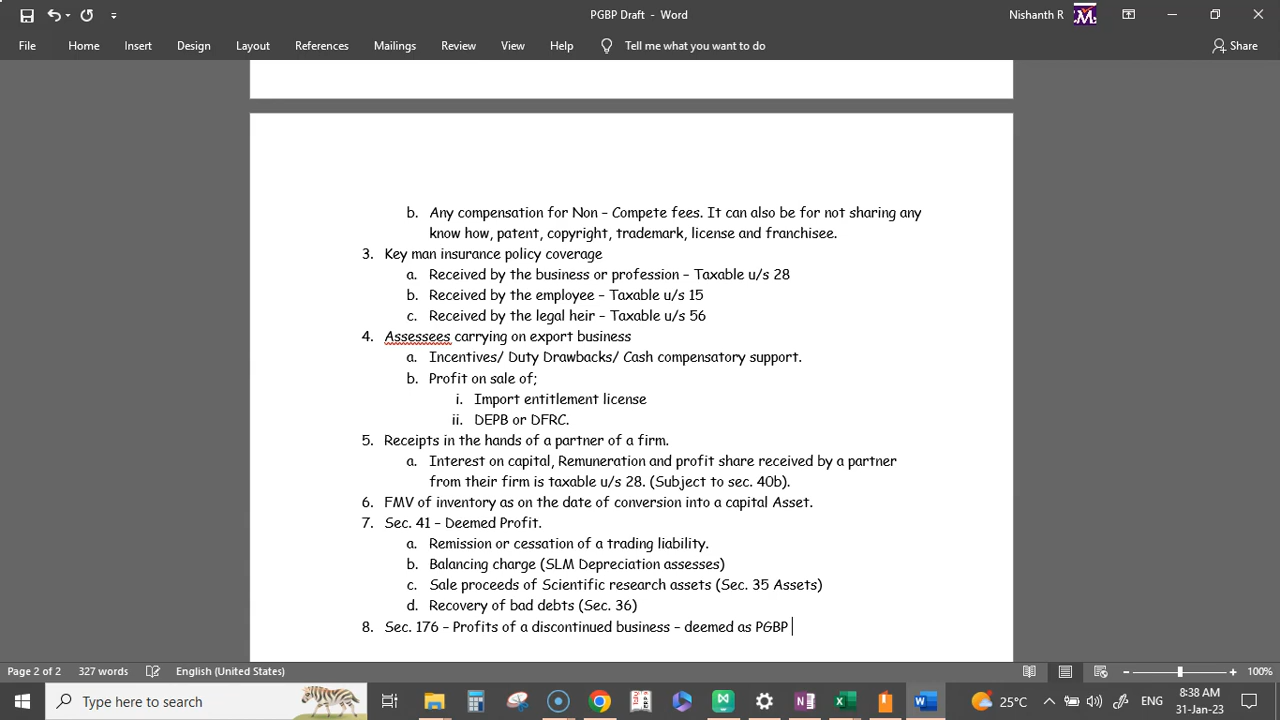 PGBP Draft - Word
Nishanth R
File Home Insert Design Layout References Mailings Review View Help Tell me what you want to do Share
b. Any compensation for Non – Compete fees. It can also be for not sharing any
know how, patent, copyright, trademark, license and franchisee.
3. Key man insurance policy coverage
a. Received by the business or profession – Taxable u/s 28
b. Received by the employee – Taxable u/s 15
c. Received by the legal heir – Taxable u/s 56
4. Assessees carrying on export business
a. Incentives/ Duty Drawbacks/ Cash compensatory support.
b. Profit on sale of;
i. Import entitlement license
ii. DEPB or DFRC.
5. Receipts in the hands of a partner of a firm.
a. Interest on capital, Remuneration and profit share received by a partner
from their firm is taxable u/s 28. (Subject to sec. 40b).
6. FMV of inventory as on the date of conversion into a capital Asset.
7. Sec. 41 – Deemed Profit.
a. Remission or cessation of a trading liability.
b. Balancing charge (SLM Depreciation assesses)
c. Sale proceeds of Scientific research assets (Sec. 35 Assets)
d. Recovery of bad debts (Sec. 36)
8. Sec. 176 – Profits of a discontinued business – deemed as PGBP
Page 2 of 2 327 words English (United States) 100%
Type here to search 25°C ENG 8:38 AM
31-Jan-23